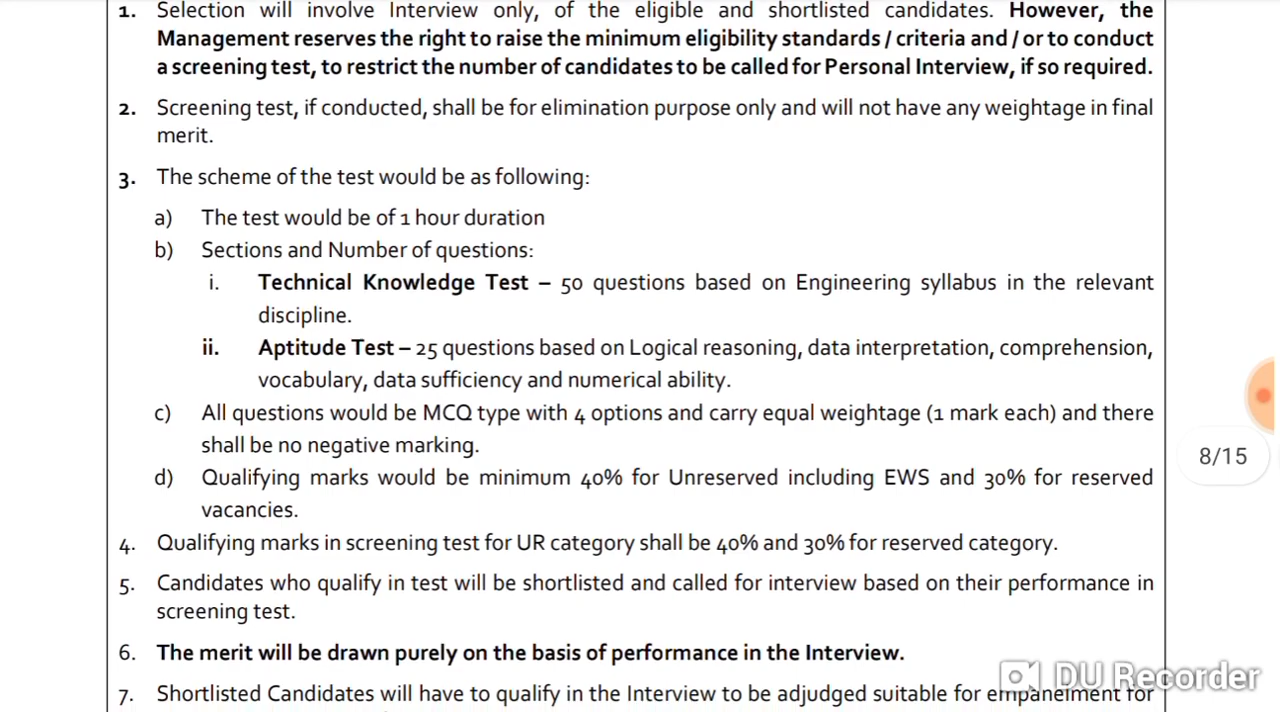 1. Selection will involve Interview only, of the eligible and shortlisted candidates. However, the
Management reserves the right to raise the minimum eligibility standards / criteria and / or to conduct
a screening test, to restrict the number of candidates to be called for Personal Interview, if so required.
2. Screening test, if conducted, shall be for elimination purpose only and will not have any weightage in final
merit.
3. The scheme of the test would be as following:
a) The test would be of 1 hour duration
b) Sections and Number of questions:
i. Technical Knowledge Test – 50 questions based on Engineering syllabus in the relevant
discipline.
ii. Aptitude Test – 25 questions based on Logical reasoning, data interpretation, comprehension,
vocabulary, data sufficiency and numerical ability.
c) All questions would be MCQ type with 4 options and carry equal weightage (1 mark each) and there
shall be no negative marking.
8/15
d) Qualifying marks would be minimum 40% for Unreserved including EWS and 30% for reserved
vacancies.
4. Qualifying marks in screening test for UR category shall be 40% and 30% for reserved category.
5. Candidates who qualify in test will be shortlisted and called for interview based on their performance in
screening test.
6. The merit will be drawn purely on the basis of performance in the Interview.
DU Recorder
7. Shortlisted Candidates will have to qualify in the Interview to be adjudged suitable for empanelment for